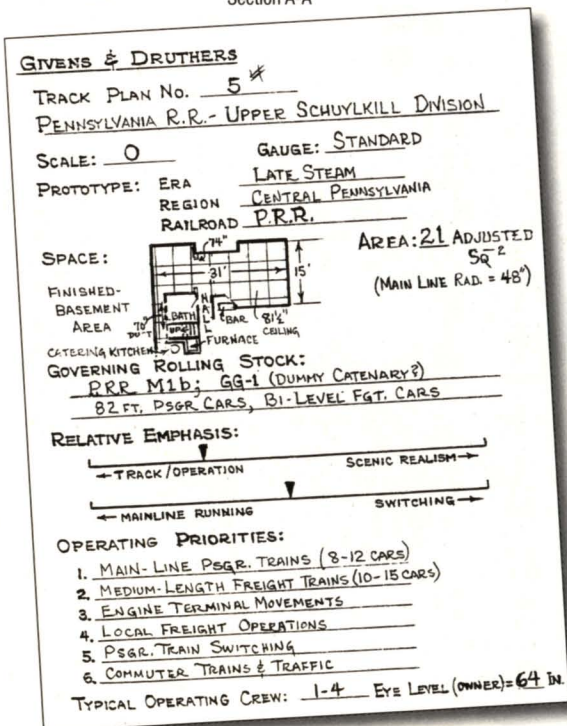 Section A-A
GIVENS & DRUTHERS
TRACK PLAN NO. 5
PENNSYLVANIA R.R.- UPPER SCHUYLKILL DIVISION
SCALE: O GAUGE: STANDARD
PROTOTYPE: ERA LATE STEAM
REGION CENTRAL PENNSYLVANIA
RAILROAD P.R.R.
SPACE:
FINISHED-
BASEMENT
AREA
74"
31'
15'
BATH
HALL
UP
70"
DUCT
BAR
81½"
CEILING
FURNACE
CATERING KITCHEN
AREA: 21 ADJUSTED
SQ-2
(MAIN LINE RAD. = 48")
GOVERNING ROLLING STOCK:
PRR M1b; GG-1 (DUMMY CATENARY?)
82 FT. PSGR CARS, BI-LEVEL FGT. CARS
RELATIVE EMPHASIS:
←TRACK/OPERATION SCENIC REALISM→
←MAINLINE RUNNING SWITCHING→
OPERATING PRIORITIES:
1. MAIN-LINE PSGR. TRAINS (8-12 CARS)
2. MEDIUM-LENGTH FREIGHT TRAINS (10-15 CARS)
3. ENGINE TERMINAL MOVEMENTS
4. LOCAL FREIGHT OPERATIONS
5. PSGR. TRAIN SWITCHING
6. COMMUTER TRAINS & TRAFFIC
TYPICAL OPERATING CREW: 1-4 EYE LEVEL (OWNER)=64 IN.